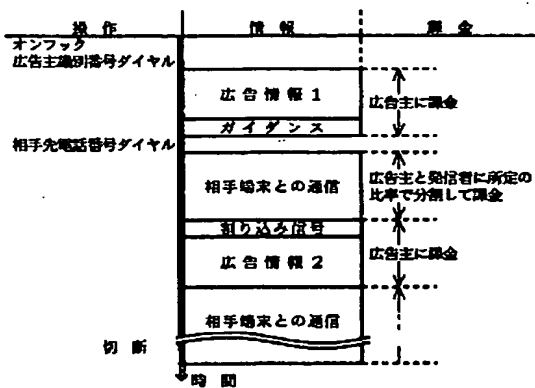 操作 情報 課金
オンフック
広告主識別番号ダイヤル
広告情報1
広告主に課金
ガイダンス
相手先電話番号ダイヤル
相手端末との通信
広告主と発信者に所定の
比率で分割して課金
割り込み信号
広告情報2
広告主に課金
相手端末との通信
切断
時間